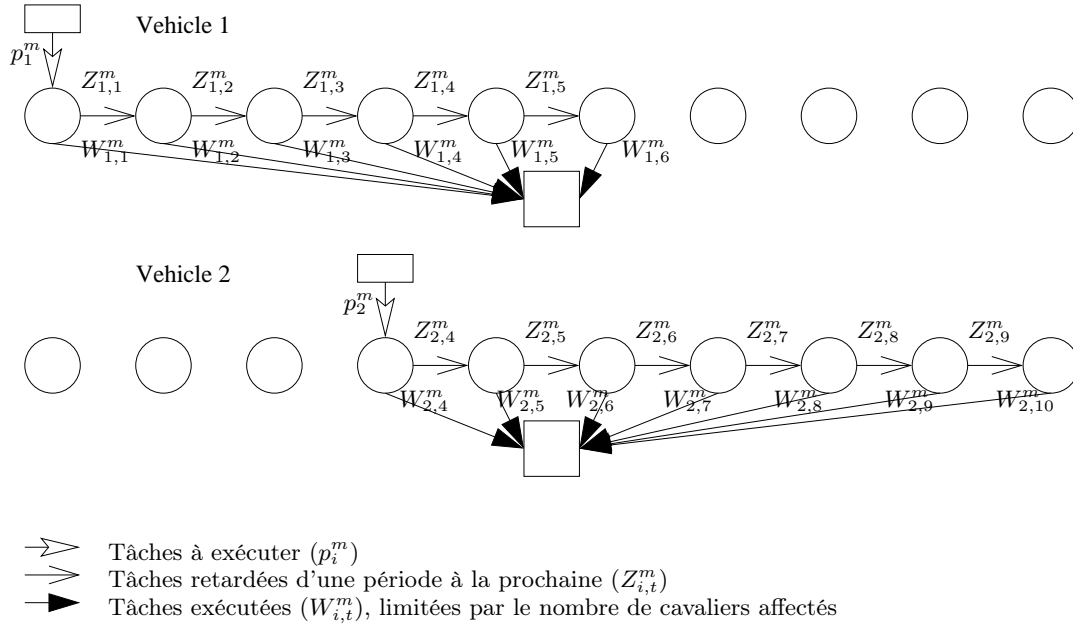 Vehicle 1
p_1^m
Z_{1,1}^m Z_{1,2}^m Z_{1,3}^m Z_{1,4}^m Z_{1,5}^m
W_{1,1}^m W_{1,2}^m W_{1,3}^m W_{1,4}^m W_{1,5}^m W_{1,6}^m
Vehicle 2
p_2^m
Z_{2,4}^m Z_{2,5}^m Z_{2,6}^m Z_{2,7}^m Z_{2,8}^m Z_{2,9}^m
W_{2,4}^m W_{2,5}^m W_{2,6}^m W_{2,7}^m W_{2,8}^m W_{2,9}^m W_{2,10}^m
Tâches à exécuter (p_i^m)
Tâches retardées d'une période à la prochaine (Z_{i,t}^m)
Tâches exécutées (W_{i,t}^m), limitées par le nombre de cavaliers affectés